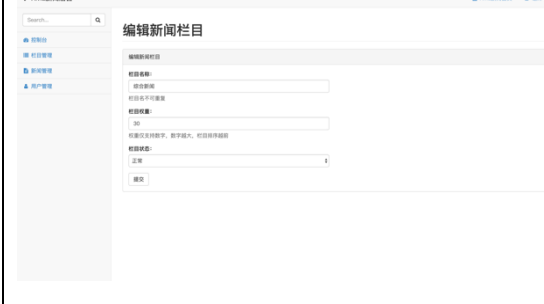 Search...
编辑新闻栏目
控制台
栏目管理
新闻管理
用户管理
编辑新闻栏目
栏目名称:
综合新闻
栏目名不可重复
栏目权重:
30
权重仅支持数字，数字越大，栏目排序越前
栏目状态:
正常
提交